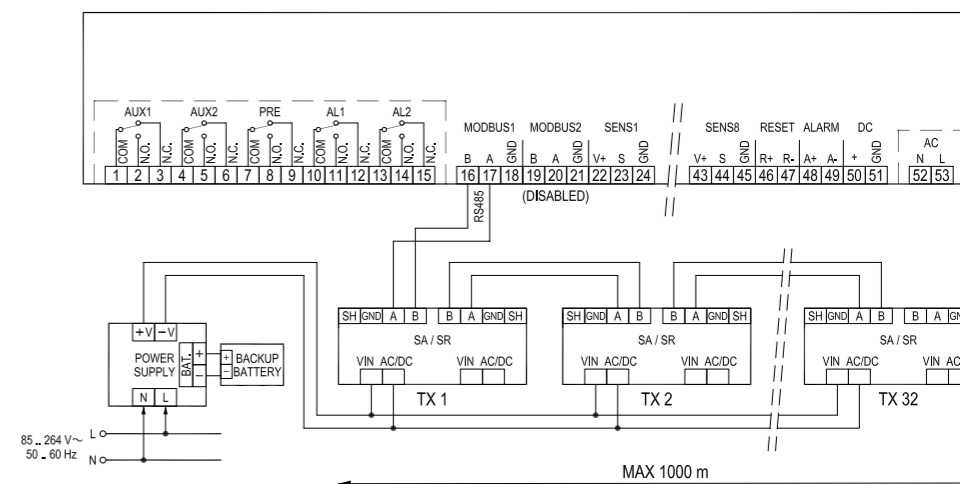 AUX1 AUX2 PRE AL1 AL2
MODBUS1 MODBUS2 SENS1 SENS8 RESET ALARM DC AC
COM N.O. N.C. COM N.O. N.C. COM N.O. N.C. COM N.O. N.C. COM N.O. N.C. B A GND B A GND V+ S GND V+ S GND R+ R- A+ A- + GND N L
1 2 3 4 5 6 7 8 9 10 11 12 13 14 15 16 17 18 19 20 21 22 23 24 43 44 45 46 47 48 49 50 51 52 53
(DISABLED)
RS485
SH GND A B B A GND SH SH GND A B B A GND SH SH GND A B B A
+V -V
SA / SR SA / SR SA / SR
POWER
SUPPLY
BAT.
+
-
+ BACKUP
- BATTERY
VIN AC/DC VIN AC/DC VIN AC/DC VIN AC/DC VIN AC/DC VIN
N L
TX 1 TX 2 TX 32
85 .. 264 V~
50 - 60 Hz
L
N
MAX 1000 m